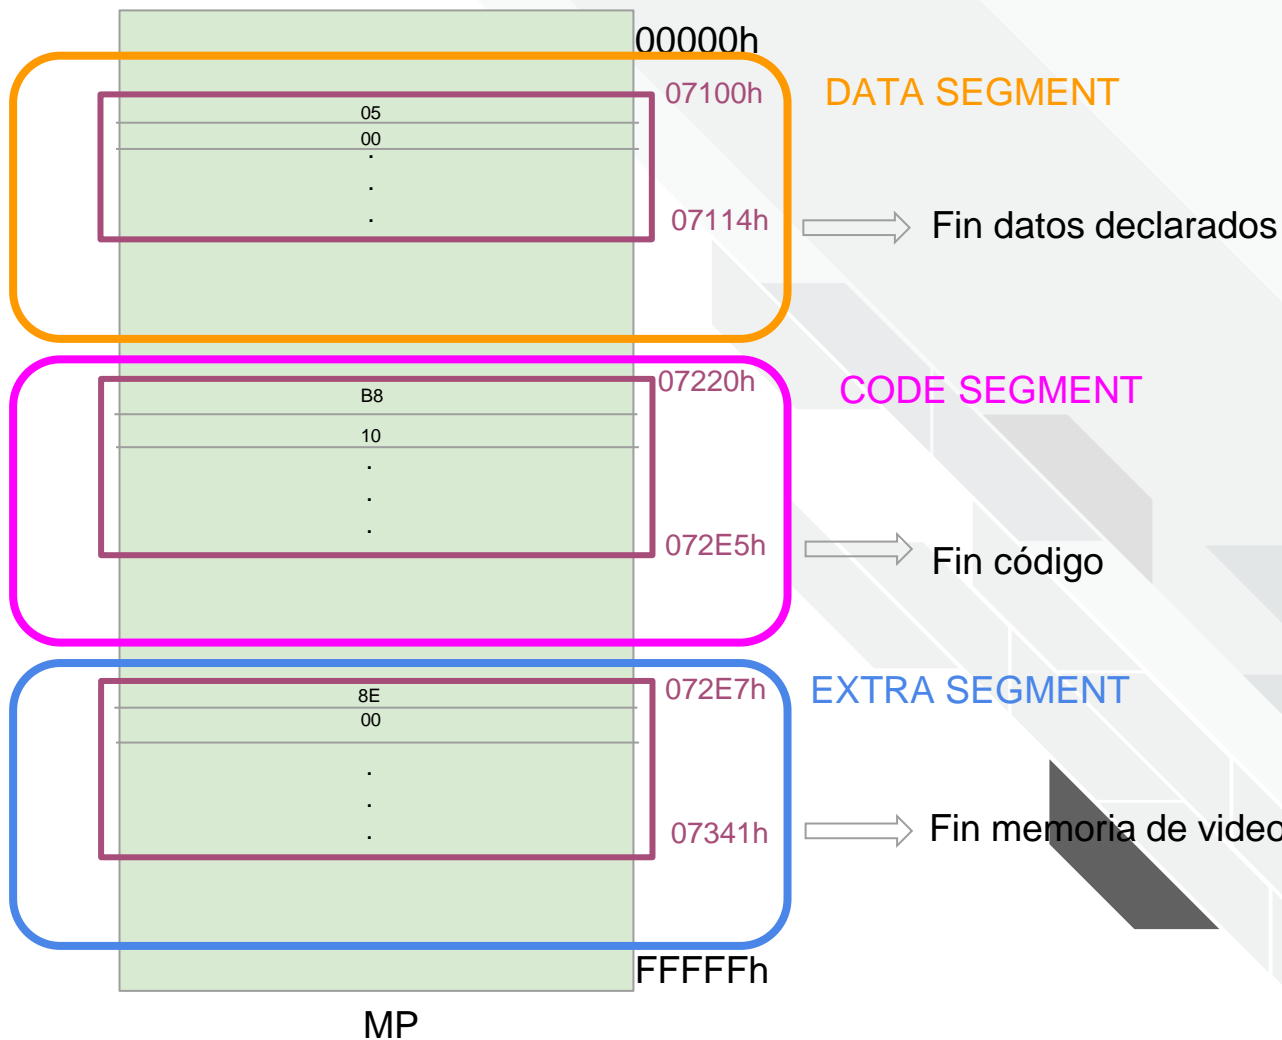 00000h
07100h
DATA SEGMENT
05
00
.
.
.
07114h
Fin datos declarados
07220h
CODE SEGMENT
B8
10
.
.
.
072E5h
Fin código
072E7h
EXTRA SEGMENT
8E
00
.
.
.
07341h
Fin memoria de video
FFFFFh
MP